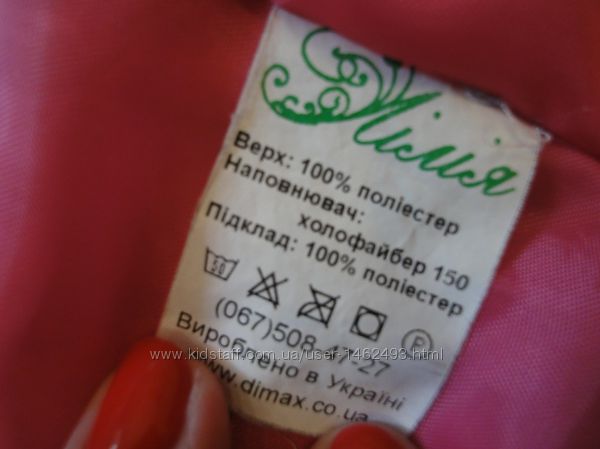 Лілія
Верх: 100% поліестер
Наповнювач:
холофайбер 150
Підклад: 100% поліестер
P
(067)508-47-27
www.kidstaff.com.ua/user-1462493.html
Вироблено в Україні
www.dimax.co.ua